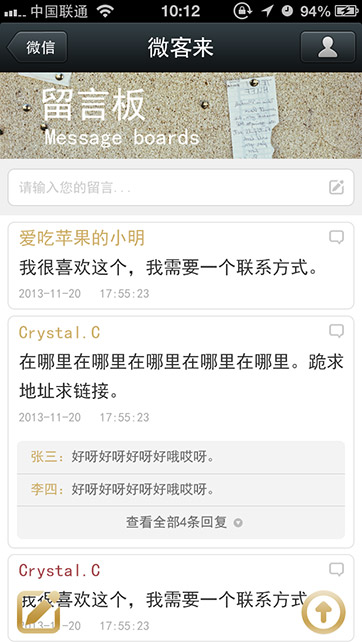 中国联通 10:12 94%
微信 微客来
留言板
Message boards
请输入您的留言...
爱吃苹果的小明
我很喜欢这个，我需要一个联系方式。
2013-11-20 17:55:23
Crystal.C
在哪里在哪里在哪里在哪里在哪里。跪求
地址求链接。
2013-11-20 17:55:23
张三：好呀好呀好呀好哦哎呀。
李四：好呀好呀好呀好哦哎呀。
查看全部4条回复
Crystal.C
我很喜欢这个，我需要一个联系方式。
2013-11-20 17:55:23